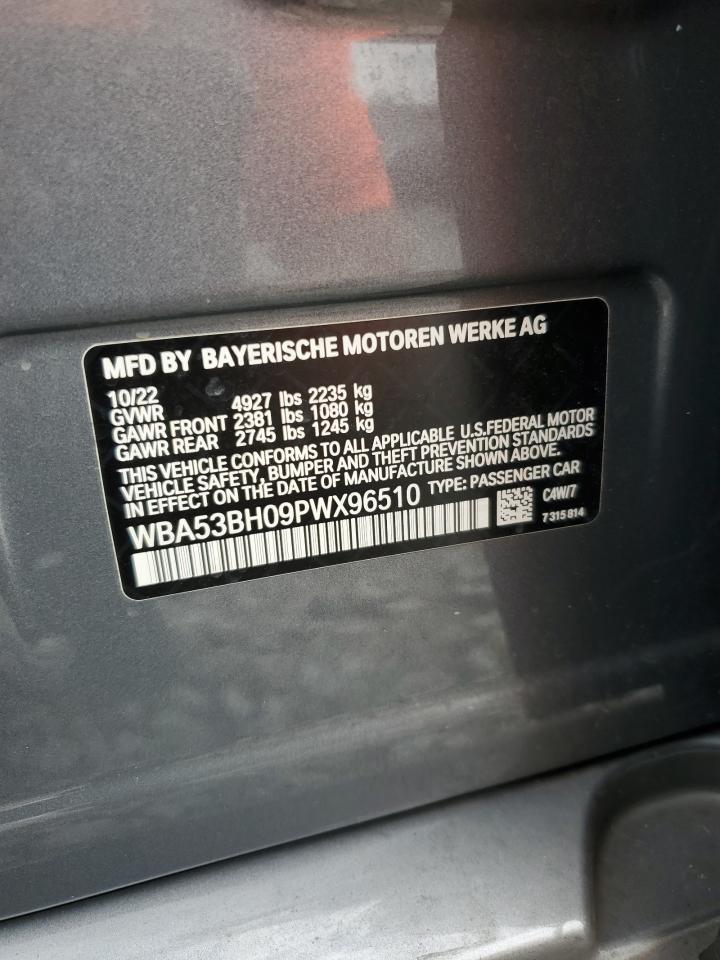 MFD BY BAYERISCHE MOTOREN WERKE AG
10/22
GVWR 4927 lbs 2235 kg
GAWR FRONT 2381 lbs 1080 kg
GAWR REAR 2745 lbs 1245 kg
THIS VEHICLE CONFORMS TO ALL APPLICABLE U.S.FEDERAL MOTOR
VEHICLE SAFETY, BUMPER AND THEFT PREVENTION STANDARDS
IN EFFECT ON THE DATE OF MANUFACTURE SHOWN ABOVE.
WBA53BH09PWX96510 TYPE: PASSENGER CAR
C4W/7
7315814